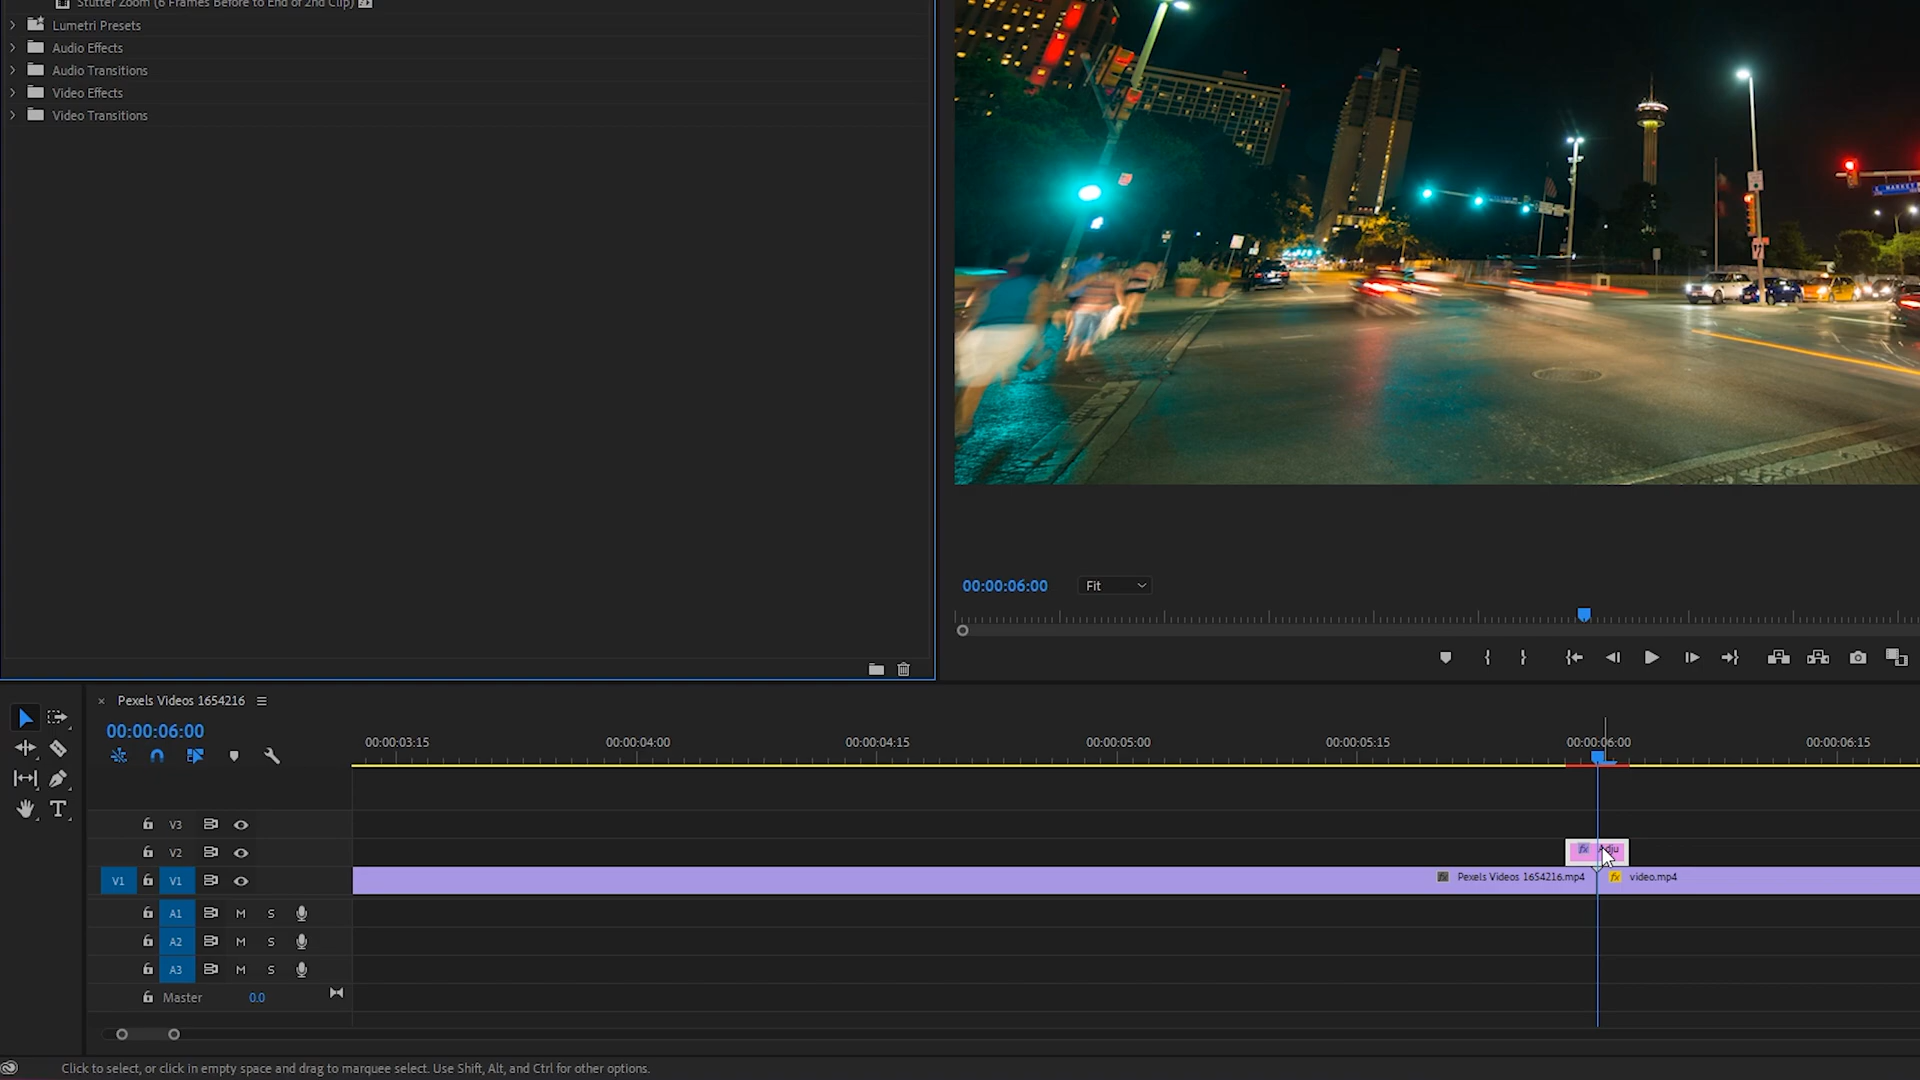 Stutter Zoom (6 Frames Before to End of 2nd Clip)
Lumetri Presets
Audio Effects
Audio Transitions
Video Effects
Video Transitions
E MARKET
00:00:06:00
Fit
Pexels Videos 1654216
00:00:06:00
00:00:03:15
00:00:04:00
00:00:04:15
00:00:05:00
00:00:05:15
00:00:06:00
00:00:06:15
V3
V2
fx Adju
V1 V1
fx Pexels Videos 1654216.mp4
fx video.mp4
A1 M S
A2 M S
A3 M S
Master 0.0
Click to select, or click in empty space and drag to marquee select. Use Shift, Alt, and Ctrl for other options.